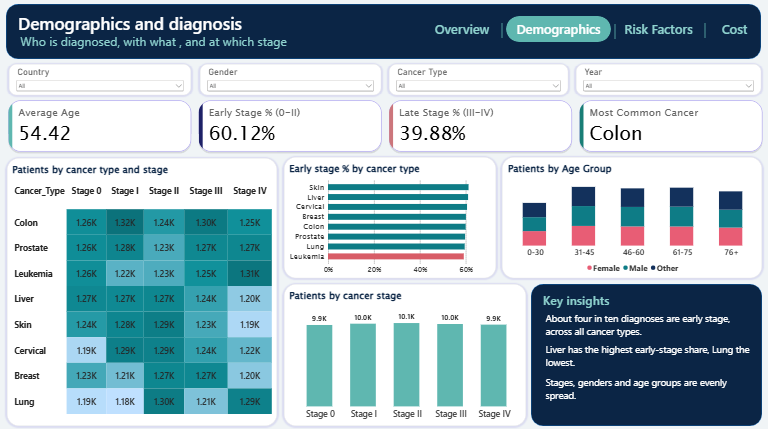 Demographics and diagnosis
Who is diagnosed, with what , and at which stage
Overview | Demographics | Risk Factors | Cost
Country
All
Gender
All
Cancer Type
All
Year
All
Average Age
54.42
Early Stage % (0–II)
60.12%
Late Stage % (III–IV)
39.88%
Most Common Cancer
Colon
Patients by cancer type and stage
Cancer_Type Stage 0 Stage I Stage II Stage III Stage IV
Colon 1.26K 1.32K 1.24K 1.30K 1.25K
Prostate 1.26K 1.28K 1.23K 1.27K 1.27K
Leukemia 1.26K 1.22K 1.23K 1.25K 1.31K
Liver 1.27K 1.27K 1.27K 1.24K 1.20K
Skin 1.24K 1.28K 1.29K 1.23K 1.19K
Cervical 1.19K 1.29K 1.29K 1.24K 1.22K
Breast 1.23K 1.21K 1.27K 1.27K 1.20K
Lung 1.19K 1.18K 1.30K 1.21K 1.29K
Early stage % by cancer type
Skin
Liver
Cervical
Breast
Colon
Prostate
Lung
Leukemia
0% 20% 40% 60%
Patients by Age Group
0-30 31-45 46-60 61-75 76+
Female Male Other
Patients by cancer stage
9.9K 10.0K 10.1K 10.0K 9.9K
Stage 0 Stage I Stage II Stage III Stage IV
Key insights
About four in ten diagnoses are early stage,
across all cancer types.
Liver has the highest early-stage share, Lung the
lowest.
Stages, genders and age groups are evenly
spread.